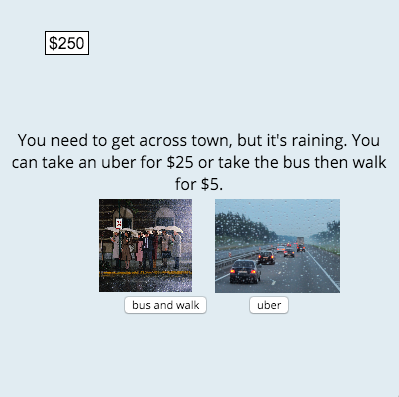 $250
You need to get across town, but it's raining. You
can take an uber for $25 or take the bus then walk
for $5.
bus and walk
uber